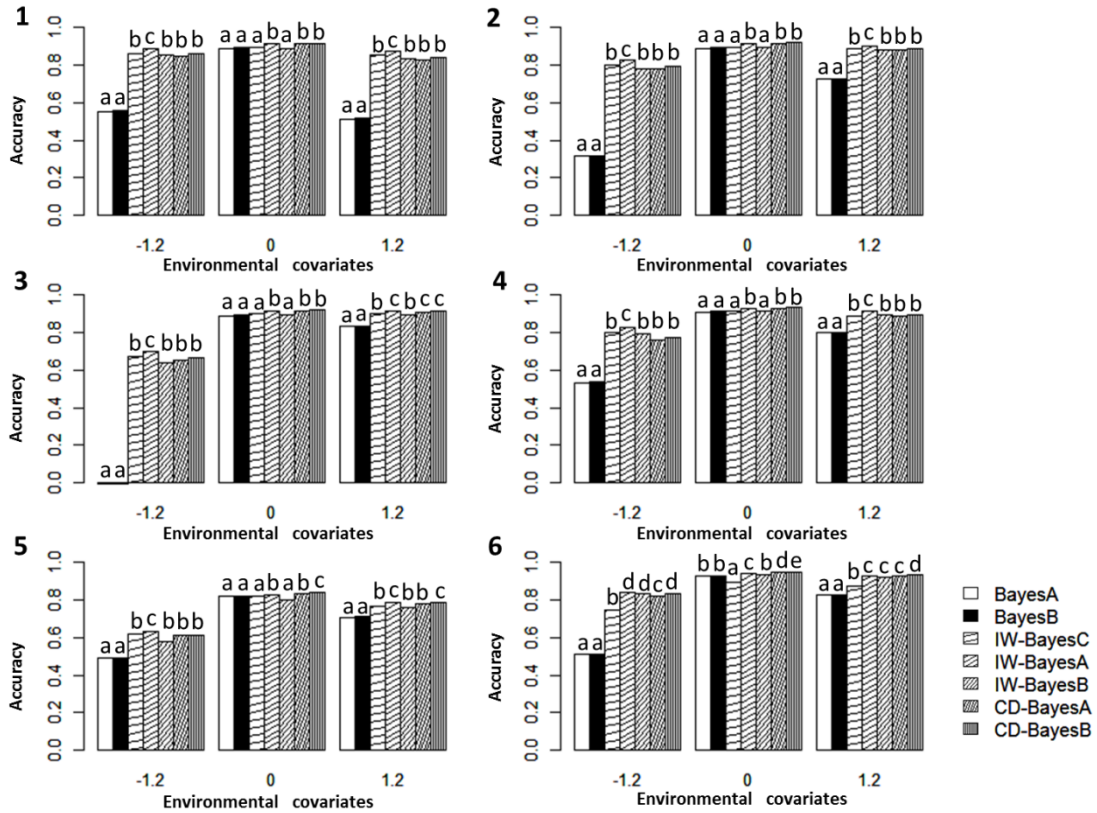 1
Accuracy
0.0 0.2 0.4 0.6 0.8 1.0
a a b c b b b
a a a b a b b
a a b c b b b
-1.2 0 1.2
Environmental covariates
2
Accuracy
0.0 0.2 0.4 0.6 0.8 1.0
a a b c b b b
a a a b a b b
a a b c b b b
-1.2 0 1.2
Environmental covariates
3
Accuracy
0.0 0.2 0.4 0.6 0.8 1.0
a a b c b b b
a a a b a b b
a a b c b c c
-1.2 0 1.2
Environmental covariates
4
Accuracy
0.0 0.2 0.4 0.6 0.8 1.0
a a b c b b b
a a a b a b b
a a b c b b b
-1.2 0 1.2
Environmental covariates
5
Accuracy
0.0 0.2 0.4 0.6 0.8 1.0
a a b c b b b
a a a b a b c
a a b c b b c
-1.2 0 1.2
Environmental covariates
6
Accuracy
0.0 0.2 0.4 0.6 0.8 1.0
a a b d d c d
b b a c b d e
a a b c c c d
-1.2 0 1.2
Environmental covariates
BayesA
BayesB
IW-BayesC
IW-BayesA
IW-BayesB
CD-BayesA
CD-BayesB